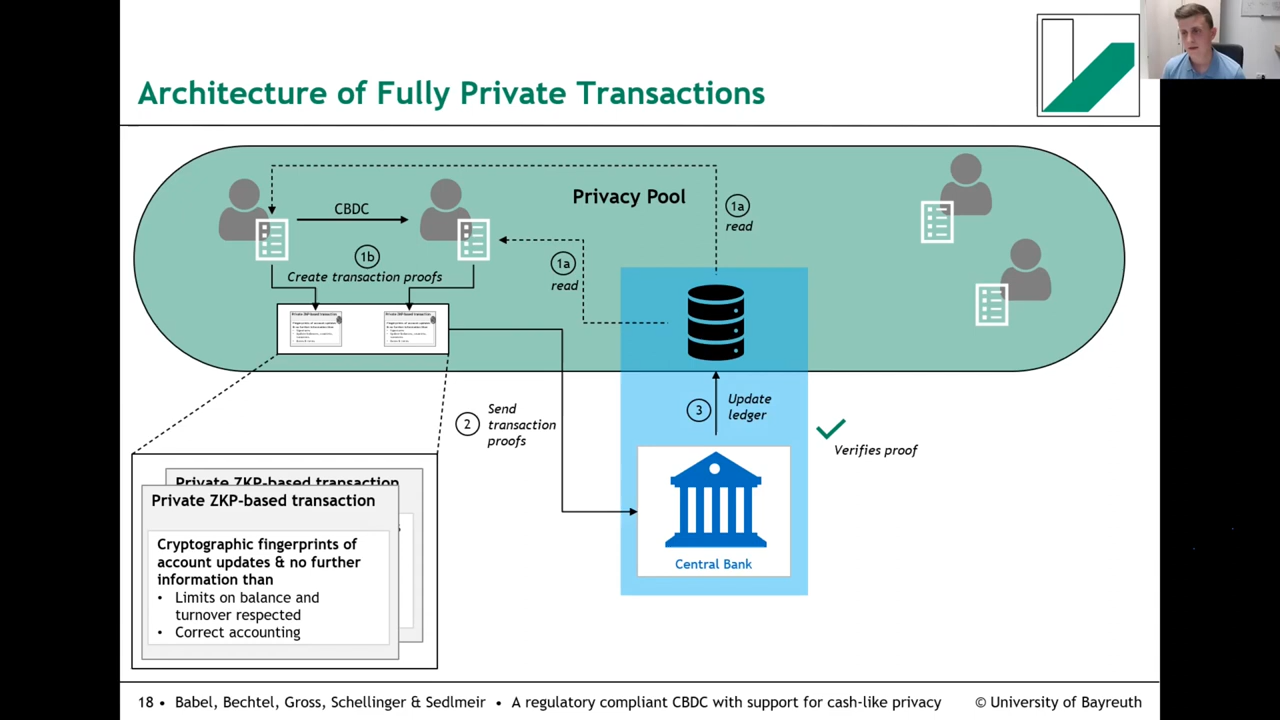 Architecture of Fully Private Transactions
Privacy Pool
CBDC
1a
read
1b
Create transaction proofs
1a
read
2
Send
transaction
proofs
3
Update
ledger
Verifies proof
Central Bank
Private ZKP-based transaction
Private ZKP-based transaction
Cryptographic fingerprints of
account updates & no further
information than
• Limits on balance and
turnover respected
• Correct accounting
18 • Babel, Bechtel, Gross, Schellinger & Sedlmeir • A regulatory compliant CBDC with support for cash-like privacy © University of Bayreuth